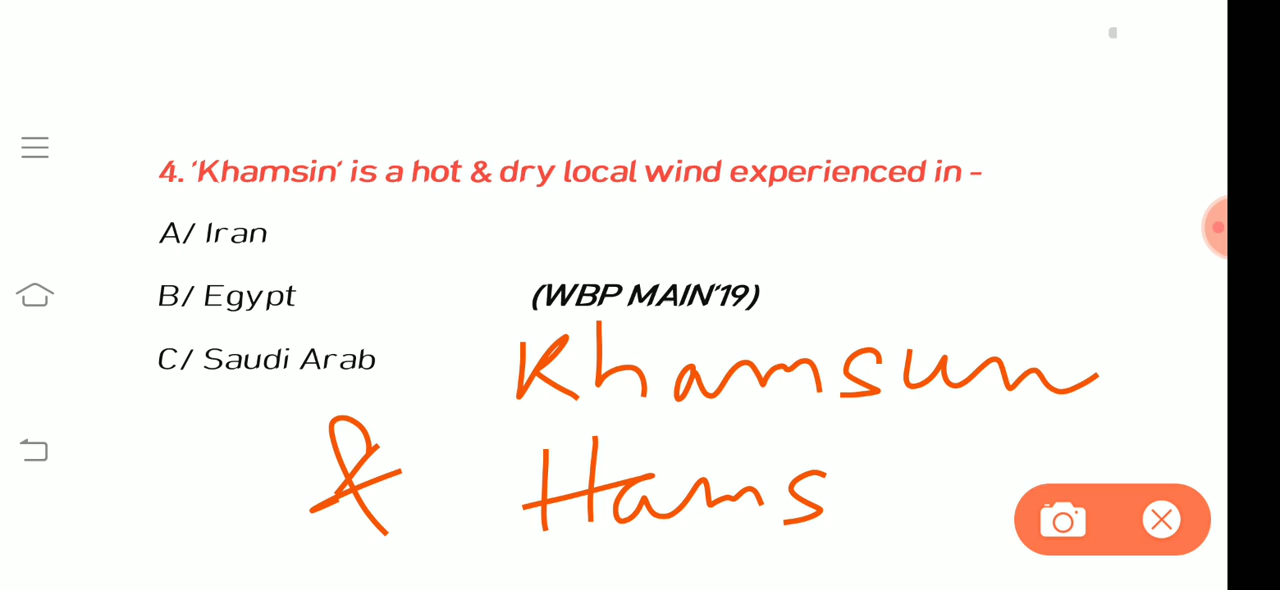 4. 'Khamsin' is a hot & dry local wind experienced in -
A/ Iran
B/ Egypt (WBP MAIN'19)
C/ Saudi Arab
Khamsun
& Hams